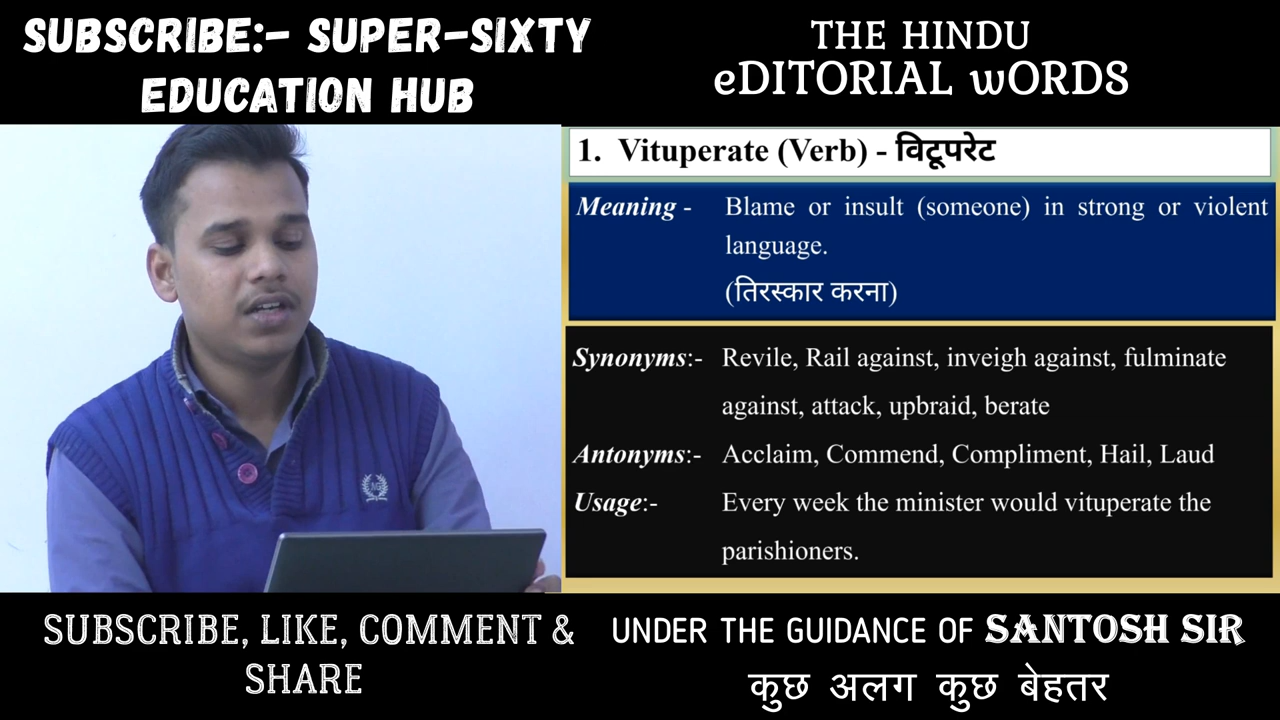 SUBSCRIBE:- SUPER-SIXTY
EDUCATION HUB
THE HINDU
eDITORIAL wORDS
1. Vituperate (Verb) - विटूपरेट
Meaning - Blame or insult (someone) in strong or violent
language.
(तिरस्कार करना)
Synonyms:- Revile, Rail against, inveigh against, fulminate
against, attack, upbraid, berate
Antonyms:- Acclaim, Commend, Compliment, Hail, Laud
Usage:- Every week the minister would vituperate the
parishioners.
SUBSCRIBE, LIKE, COMMENT &
SHARE
UNDER THE GUIDANCE OF SANTOSH SIR
कुछ अलग कुछ बेहतर